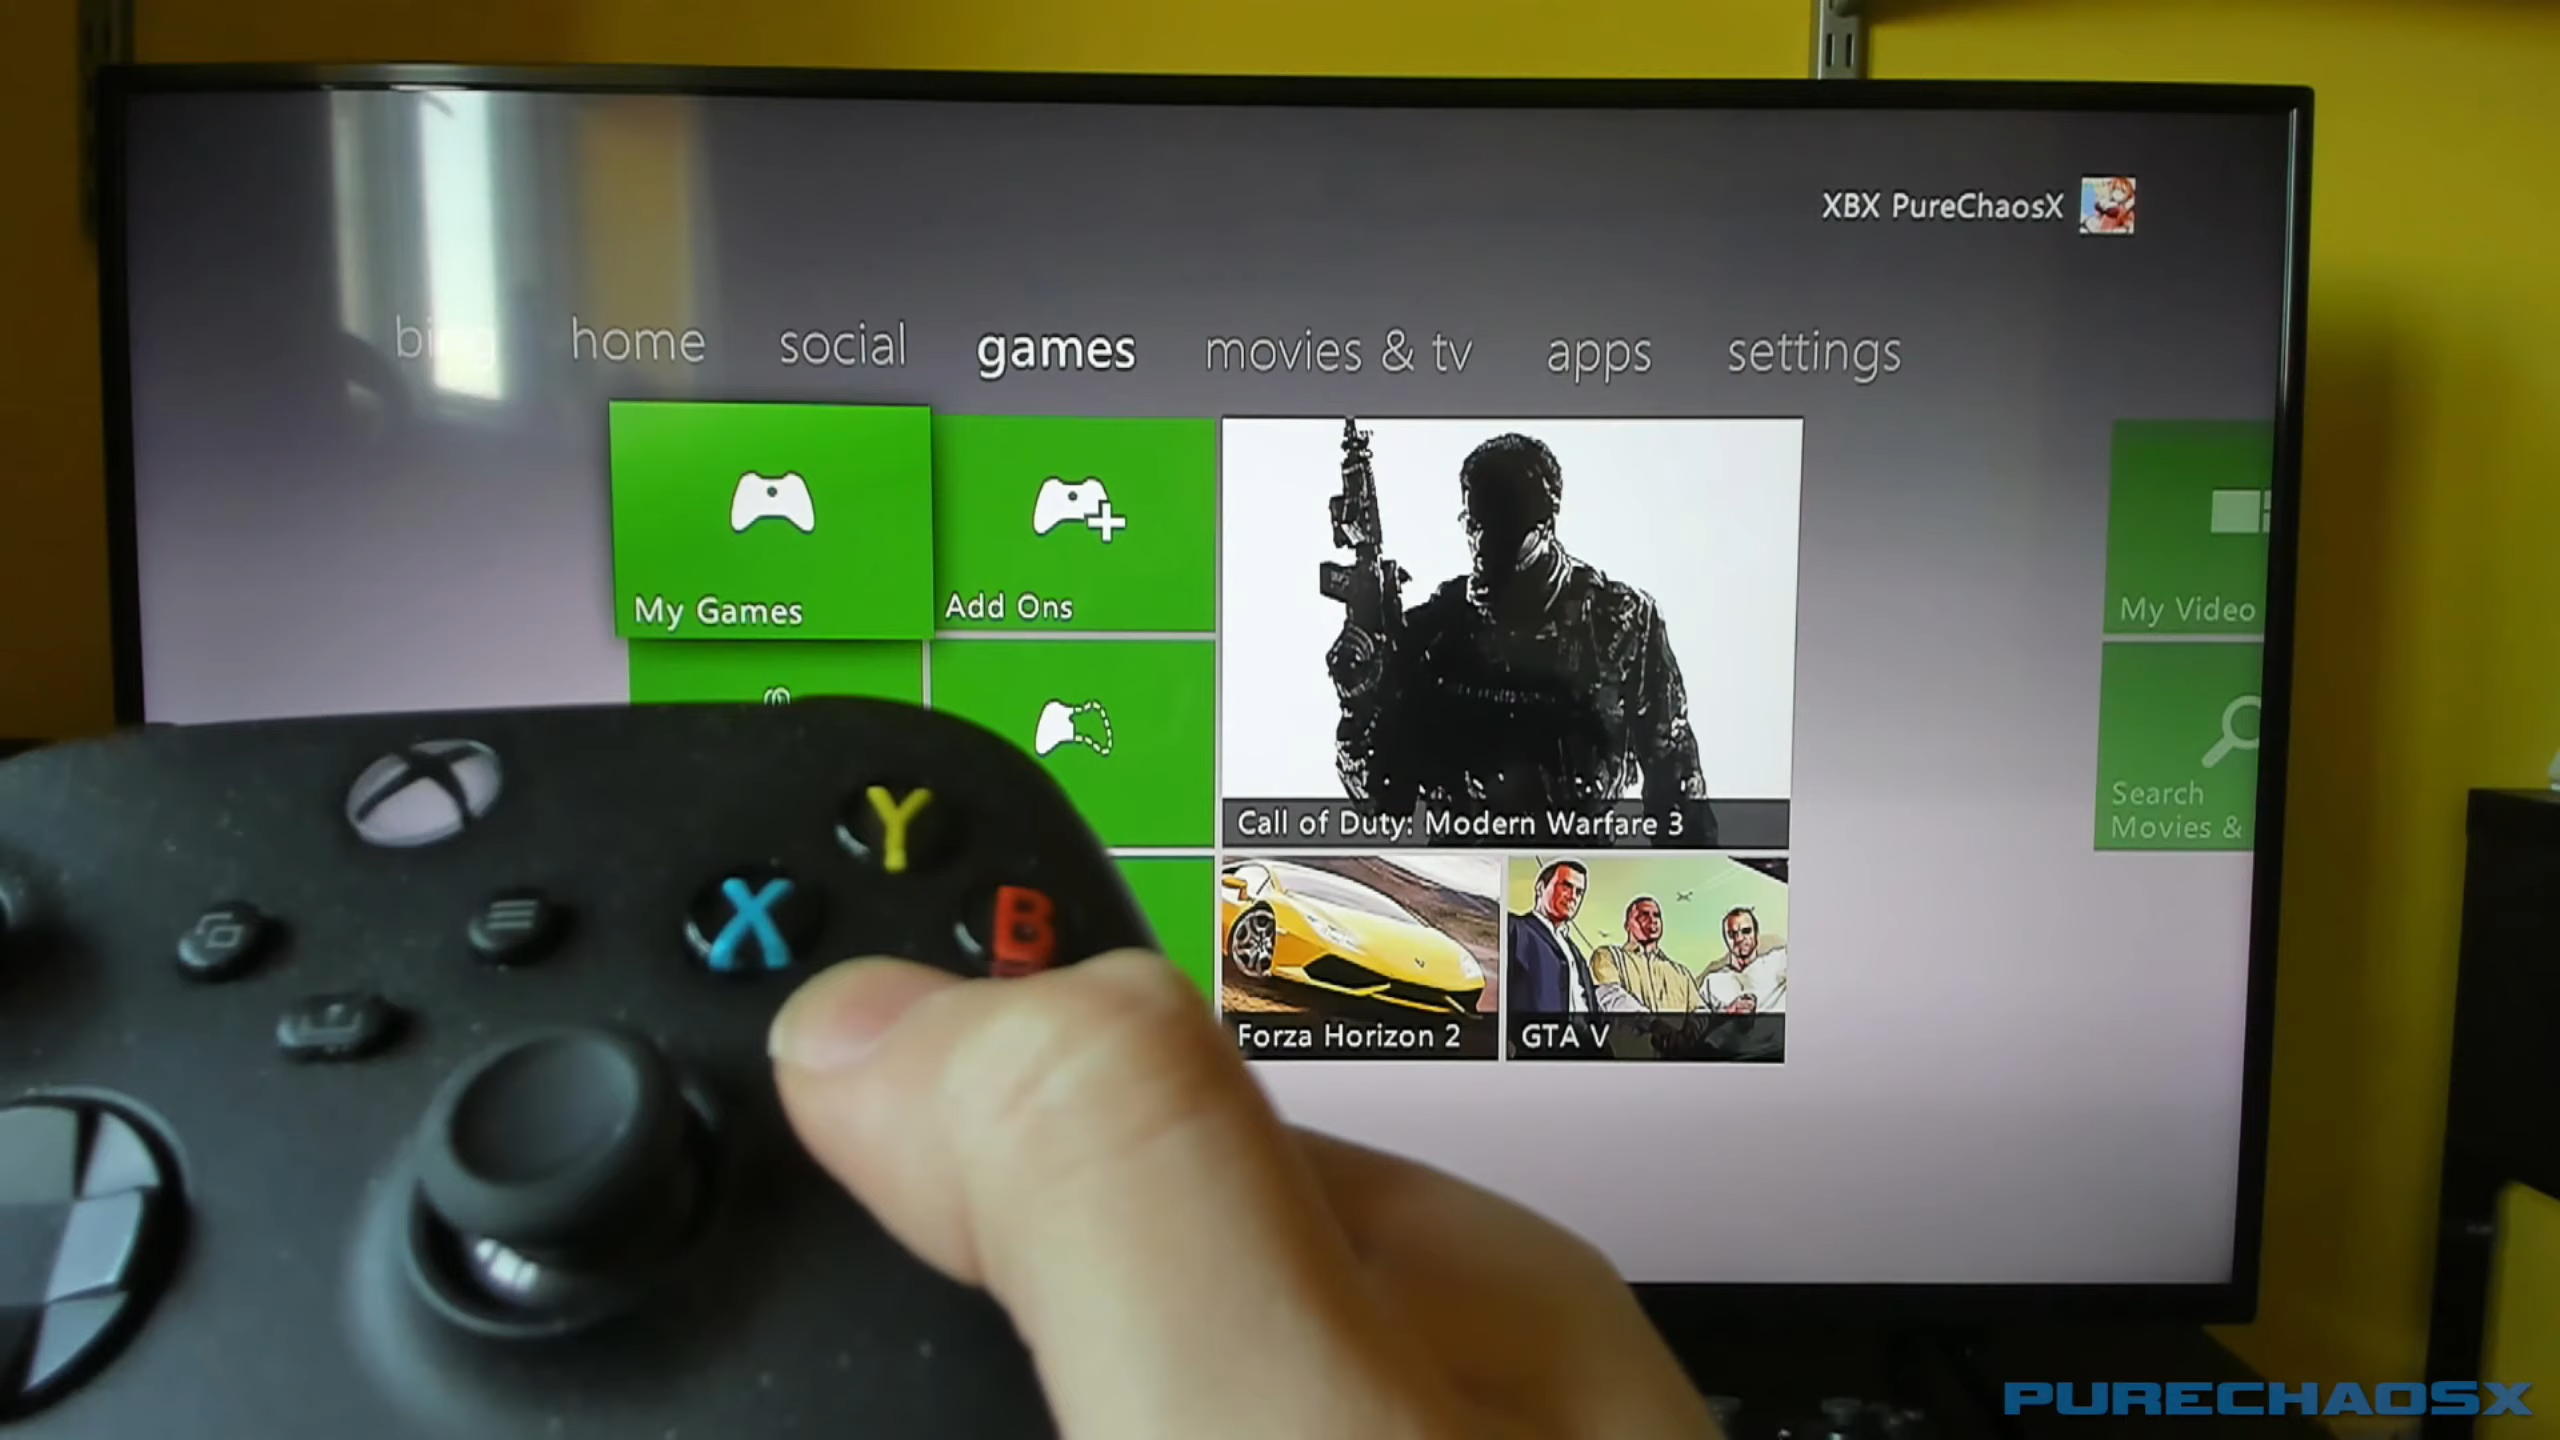 XBX PureChaosX
bing home social games movies & tv apps settings
My Games
Add Ons
My Video
Search
Movies &
Call of Duty: Modern Warfare 3
Forza Horizon 2
GTA V
Y
X
B
PURECHAOSX